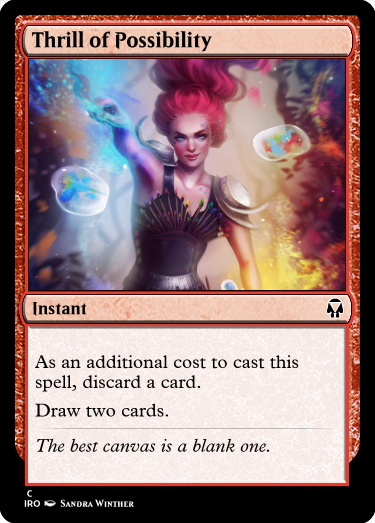 Thrill of Possibility
Instant
As an additional cost to cast this
spell, discard a card.
Draw two cards.
The best canvas is a blank one.
C
IRO Sandra Winther